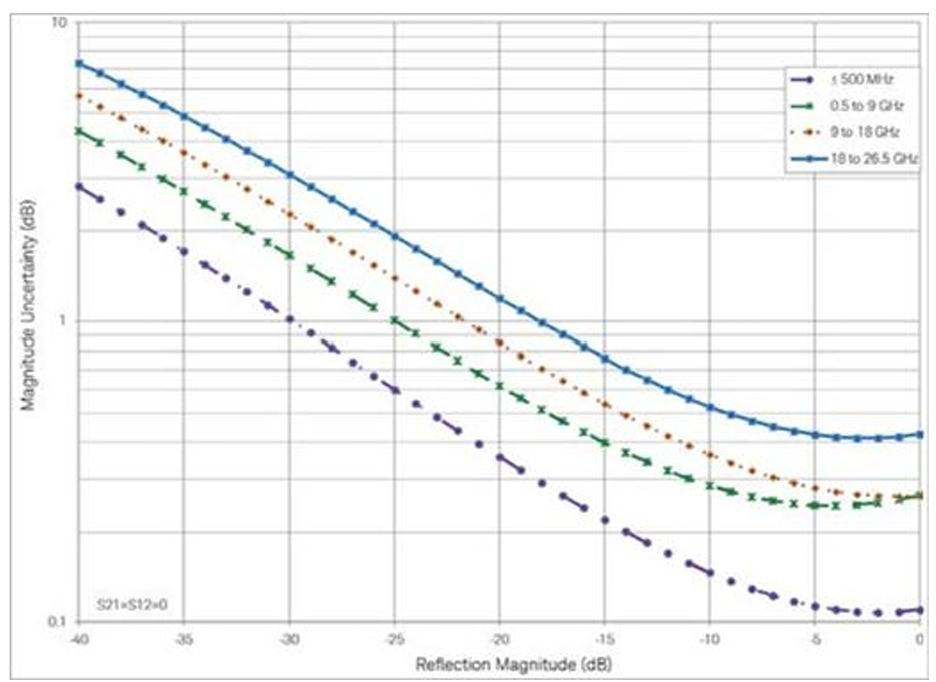 10
1
0.1
Magnitude Uncertainty (dB)
≤ 500 MHz
0.5 to 9 GHz
9 to 18 GHz
18 to 26.5 GHz
S21=S12=0
-40 -35 -30 -25 -20 -15 -10 -5 0
Reflection Magnitude (dB)